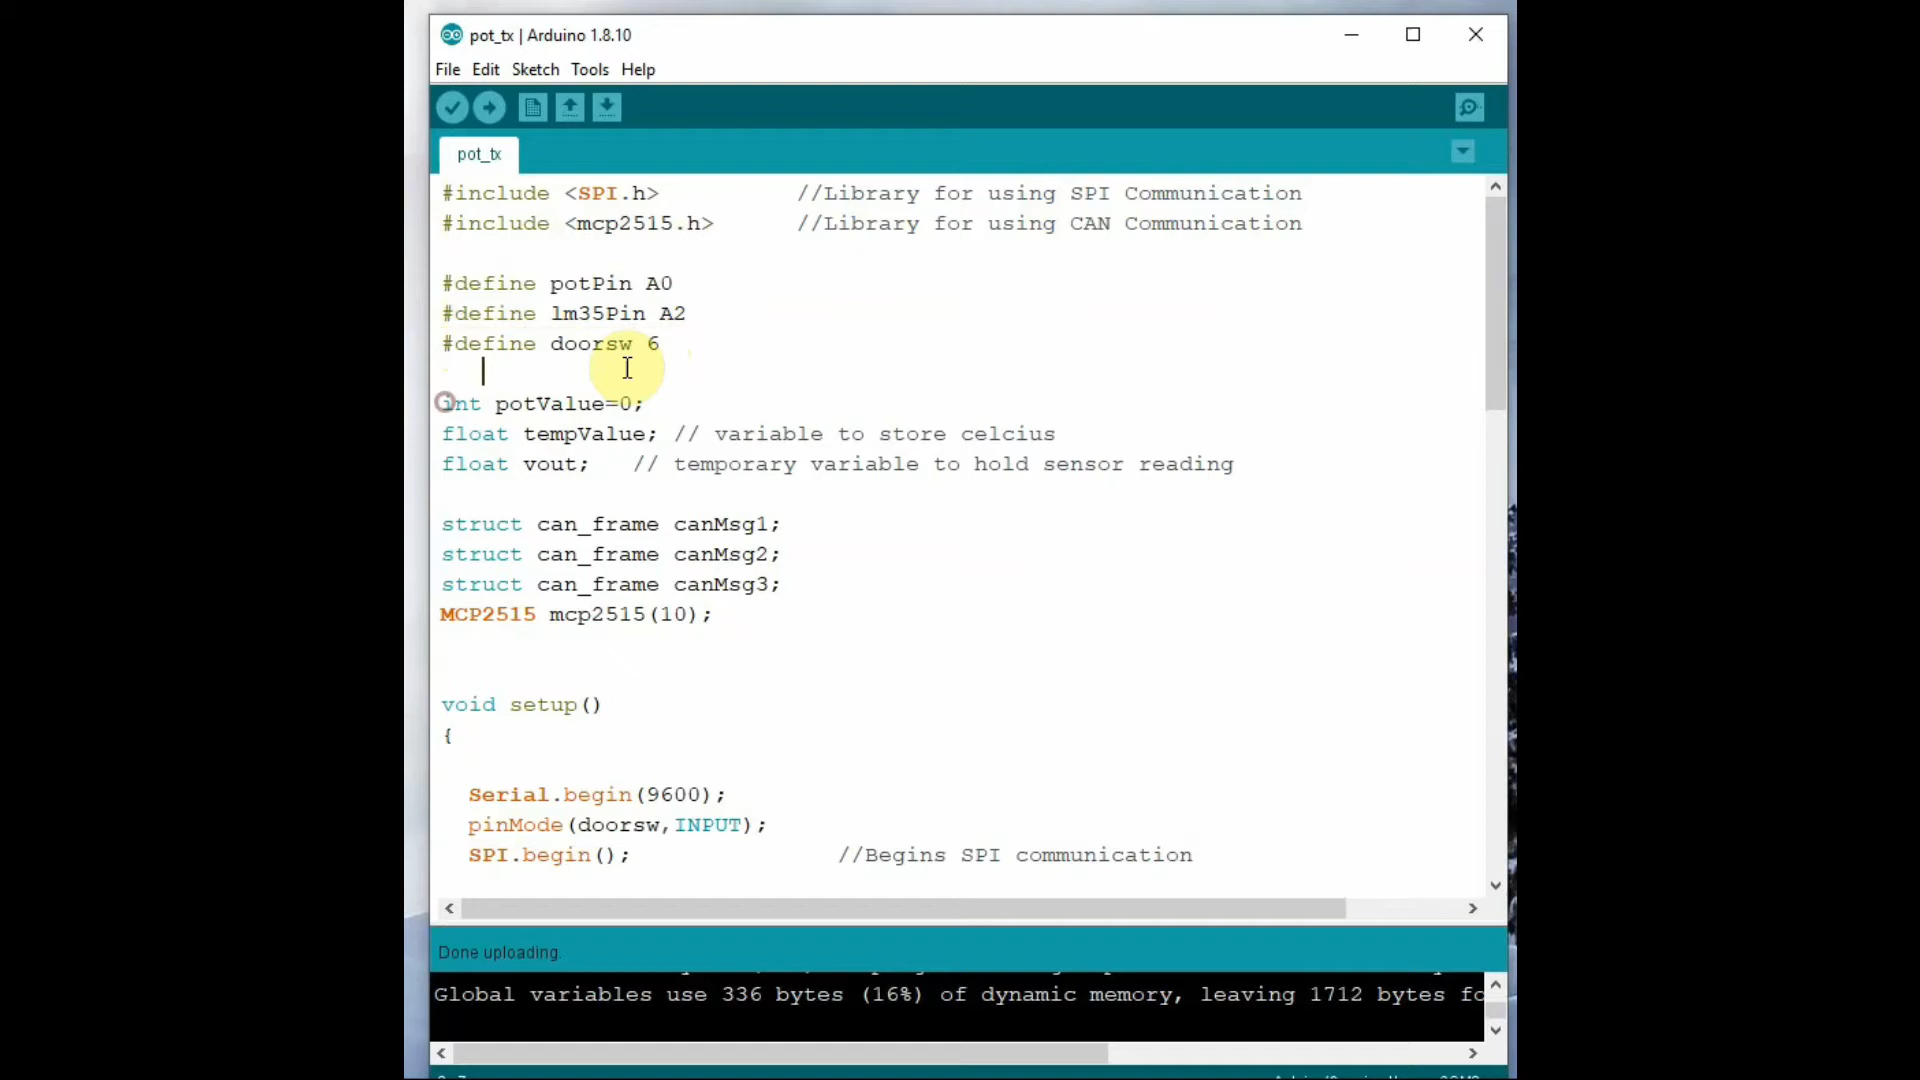 pot_tx | Arduino 1.8.10
File Edit Sketch Tools Help
pot_tx
#include <SPI.h> //Library for using SPI Communication
#include <mcp2515.h> //Library for using CAN Communication
#define potPin A0
#define lm35Pin A2
#define doorsw 6
int potValue=0;
float tempValue; // variable to store celcius
float vout; // temporary variable to hold sensor reading
struct can_frame canMsg1;
struct can_frame canMsg2;
struct can_frame canMsg3;
MCP2515 mcp2515(10);
void setup()
{
Serial.begin(9600);
pinMode(doorsw,INPUT);
SPI.begin(); //Begins SPI communication
Done uploading.
Global variables use 336 bytes (16%) of dynamic memory, leaving 1712 bytes